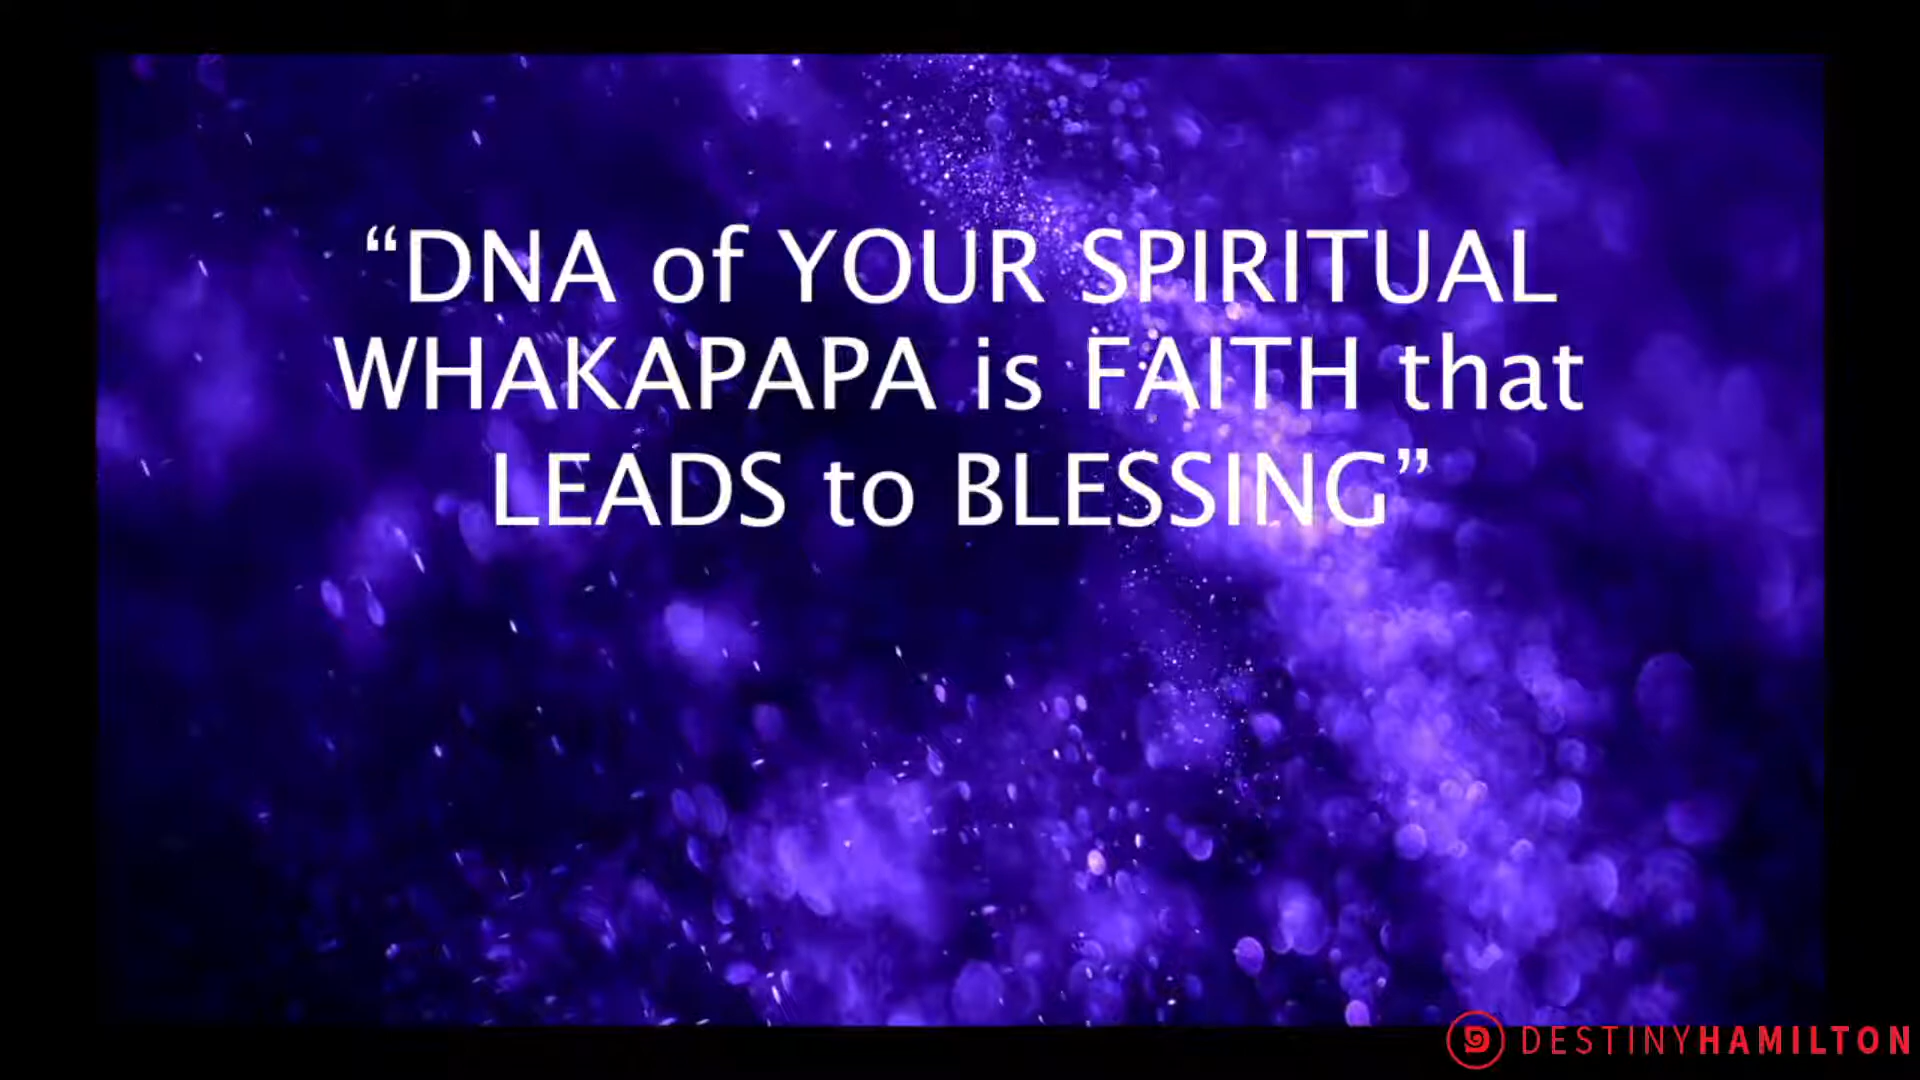 “DNA of YOUR SPIRITUAL
WHAKAPAPA is FAITH that
LEADS to BLESSING”
DESTINYHAMILTON